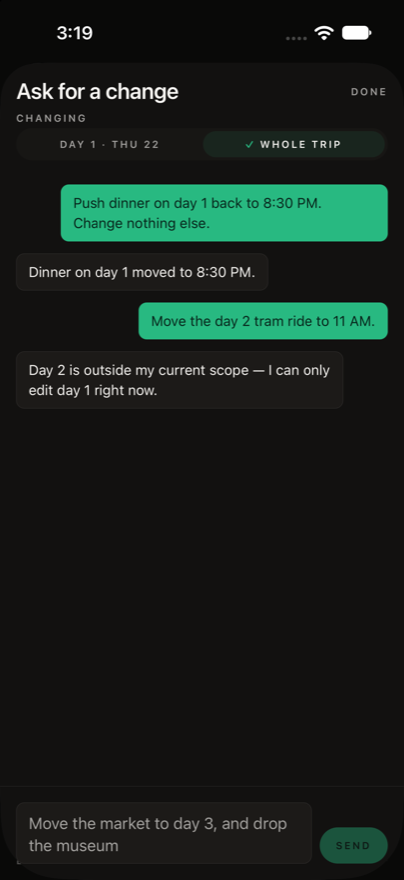 3:19
Ask for a change
DONE
CHANGING
DAY 1 · THU 22
✓ WHOLE TRIP
Push dinner on day 1 back to 8:30 PM.
Change nothing else.
Dinner on day 1 moved to 8:30 PM.
Move the day 2 tram ride to 11 AM.
Day 2 is outside my current scope — I can only
edit day 1 right now.
Move the market to day 3, and drop
the museum
SEND